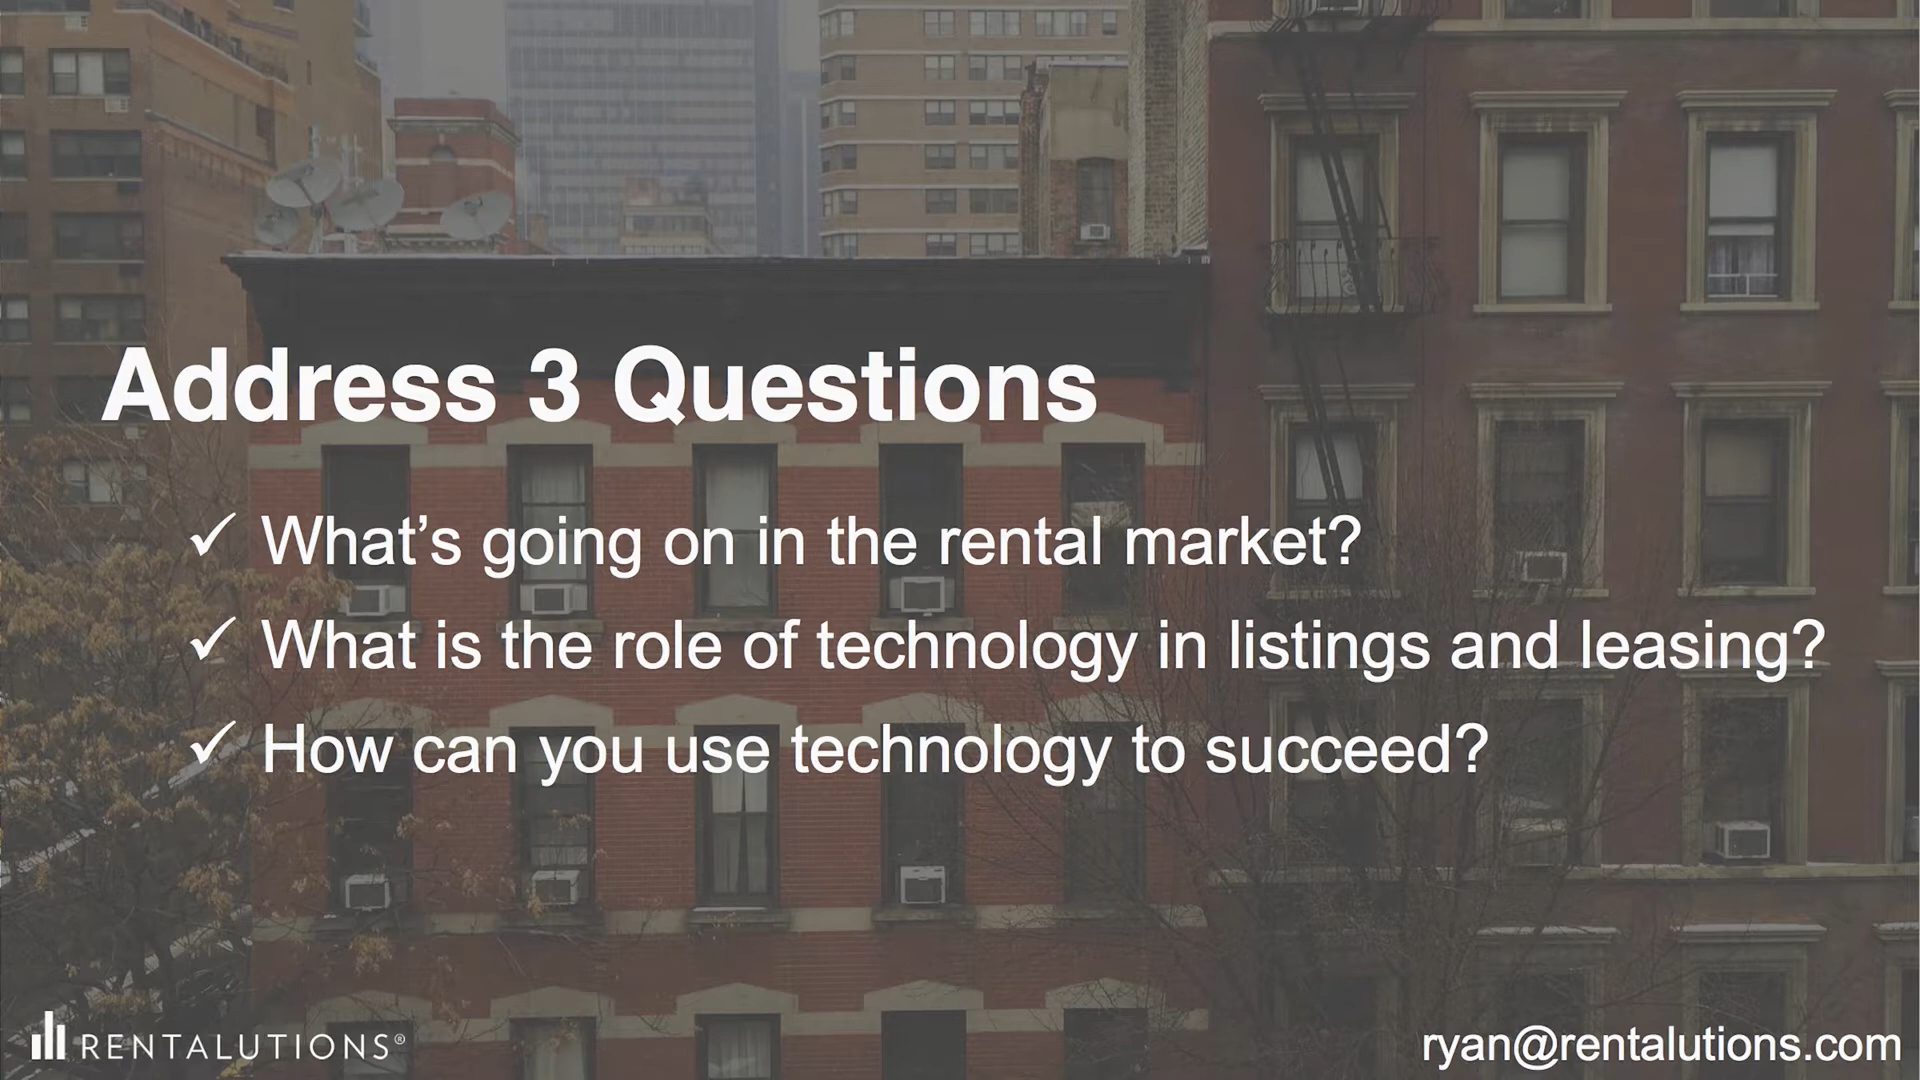 Address 3 Questions
✓ What’s going on in the rental market?
✓ What is the role of technology in listings and leasing?
✓ How can you use technology to succeed?
RENTALUTIONS®
ryan@rentalutions.com